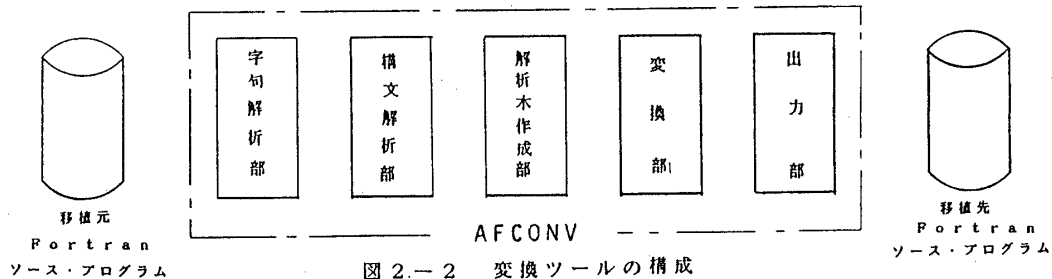 字句解析部
構文解析部
解析木作成部
変換部
出力部
移植元
Fortran
ソース・プログラム
AFCONV
移植先
Fortran
ソース・プログラム
図2.-2 変換ツールの構成